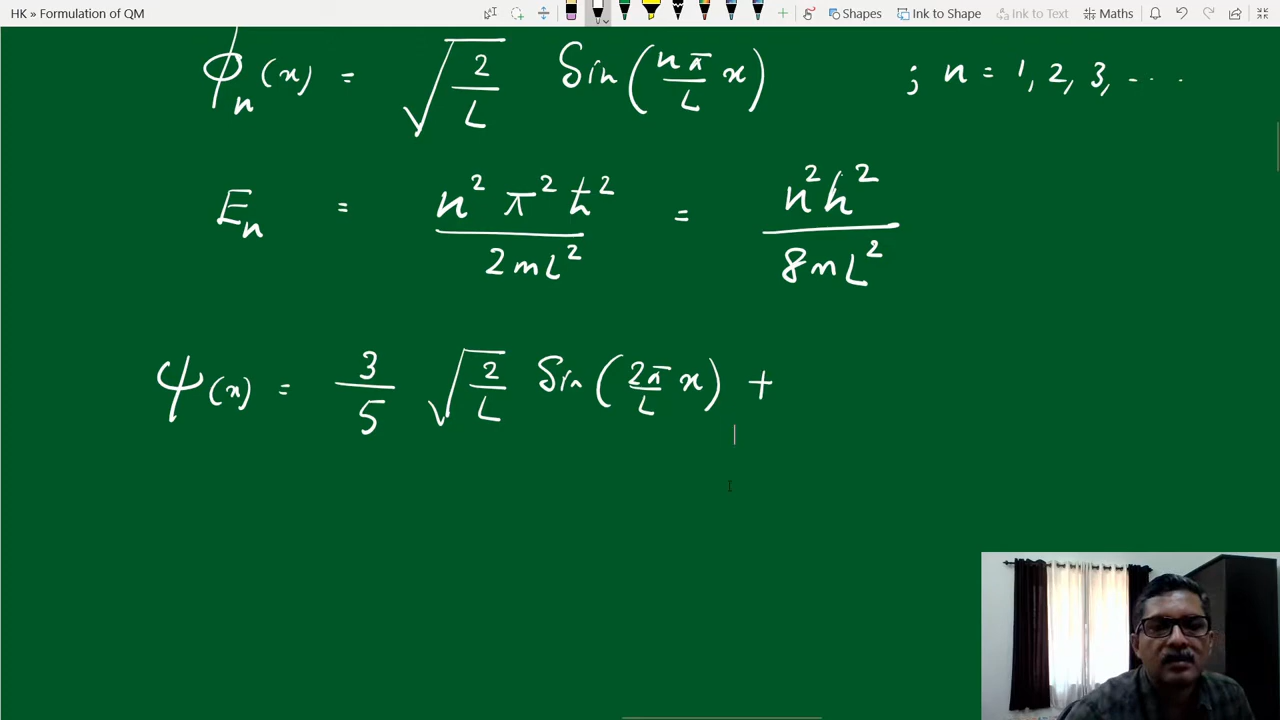 HK » Formulation of QM Shapes Ink to Shape Ink to Text Maths
ϕₙ(x) = √(2/L) Sin(nπ/L x) ; n = 1, 2, 3, ----
Eₙ = n²π²ħ²/2mL² = n²h²/8mL²
ψ(x) = 3/5 √(2/L) Sin(2π/L x) +